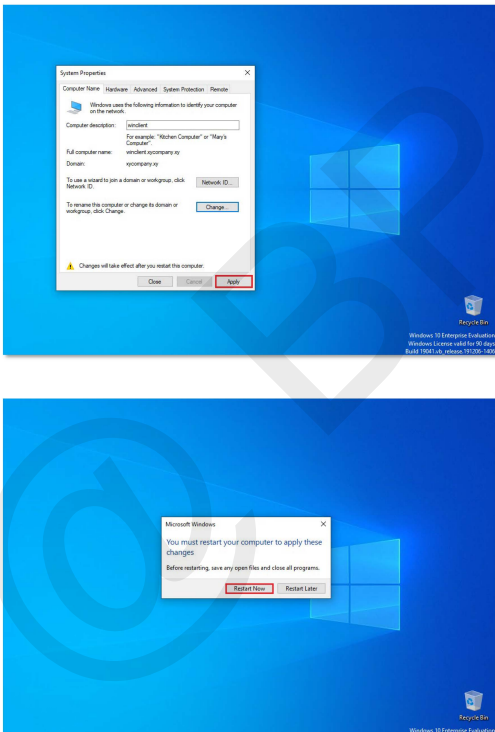 System Properties
Computer Name Hardware Advanced System Protection Remote
Windows uses the following information to identify your computer
on the network.
Computer description: winclient
For example: "Kitchen Computer" or "Mary's
Computer".
Full computer name: winclient.xycompany.xy
Domain: xycompany.xy
To use a wizard to join a domain or workgroup, click
Network ID.
Network ID...
To rename this computer or change its domain or
workgroup, click Change.
Change...
Changes will take effect after you restart this computer.
Close Cancel Apply
Recycle Bin
Windows 10 Enterprise Evaluation
Windows License valid for 90 days
Build 19041.vb_release.191206-1406
Microsoft Windows
You must restart your computer to apply these
changes
Before restarting, save any open files and close all programs.
Restart Now Restart Later
Recycle Bin
Windows 10 Enterprise Evaluation
@BR